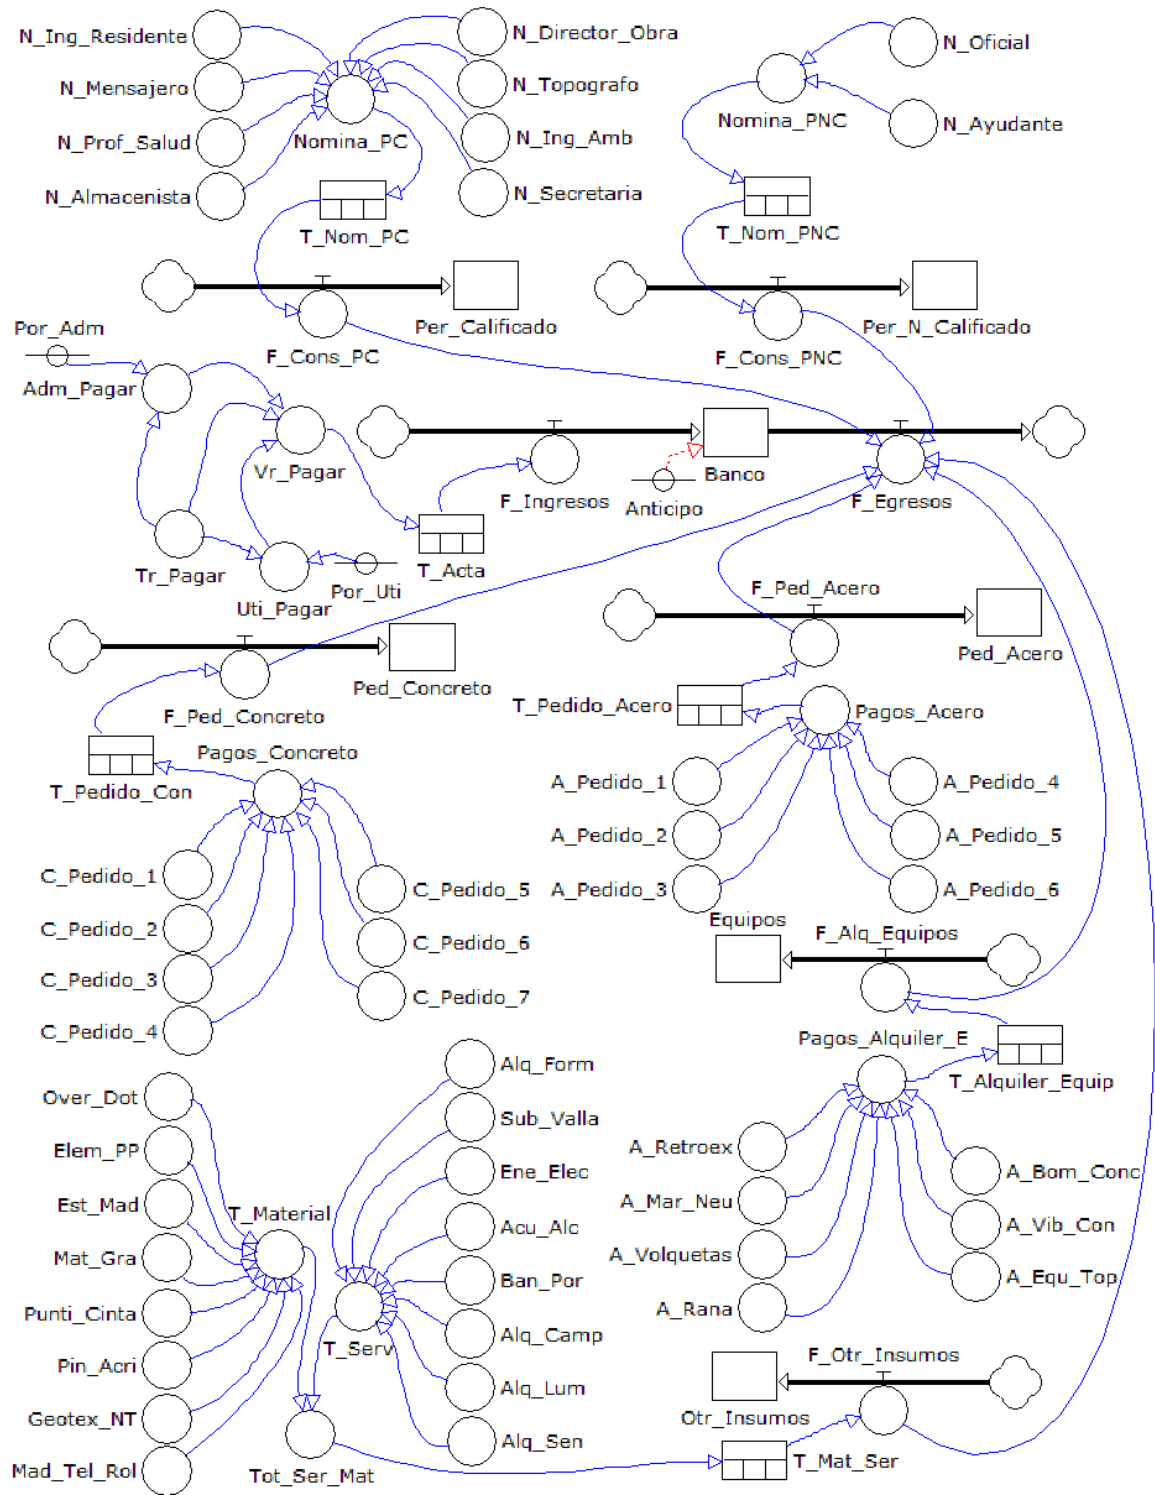 N_Ing_Residente
N_Director_Obra
N_Oficial
N_Mensajero
N_Topografo
Nomina_PC
Nomina_PNC
N_Prof_Salud
N_Ing_Amb
N_Ayudante
N_Almacenista
N_Secretaria
T_Nom_PC
T_Nom_PNC
Per_Calificado
Per_N_Calificado
Por_Adm
F_Cons_PC
F_Cons_PNC
Adm_Pagar
Vr_Pagar
Banco
F_Ingresos
F_Egresos
Anticipo
Tr_Pagar
T_Acta
Por_Uti
Uti_Pagar
F_Ped_Acero
Ped_Acero
Ped_Concreto
F_Ped_Concreto
T_Pedido_Acero
Pagos_Acero
Pagos_Concreto
T_Pedido_Con
A_Pedido_1
A_Pedido_4
A_Pedido_2
A_Pedido_5
A_Pedido_3
A_Pedido_6
C_Pedido_1
C_Pedido_5
C_Pedido_2
C_Pedido_6
C_Pedido_3
C_Pedido_7
C_Pedido_4
Equipos
F_Alq_Equipos
Pagos_Alquiler_E
T_Alquiler_Equip
Alq_Form
Over_Dot
Sub_Valla
Elem_PP
Ene_Elec
A_Retroex
A_Bom_Conc
Est_Mad
T_Material
A_Mar_Neu
Acu_Alc
A_Vib_Con
Mat_Gra
A_Volquetas
Ban_Por
A_Equ_Top
Punti_Cinta
A_Rana
Alq_Camp
T_Serv
Pin_Acri
F_Otr_Insumos
Alq_Lum
Geotex_NT
Otr_Insumos
Alq_Sen
Mad_Tel_Rol
Tot_Ser_Mat
T_Mat_Ser